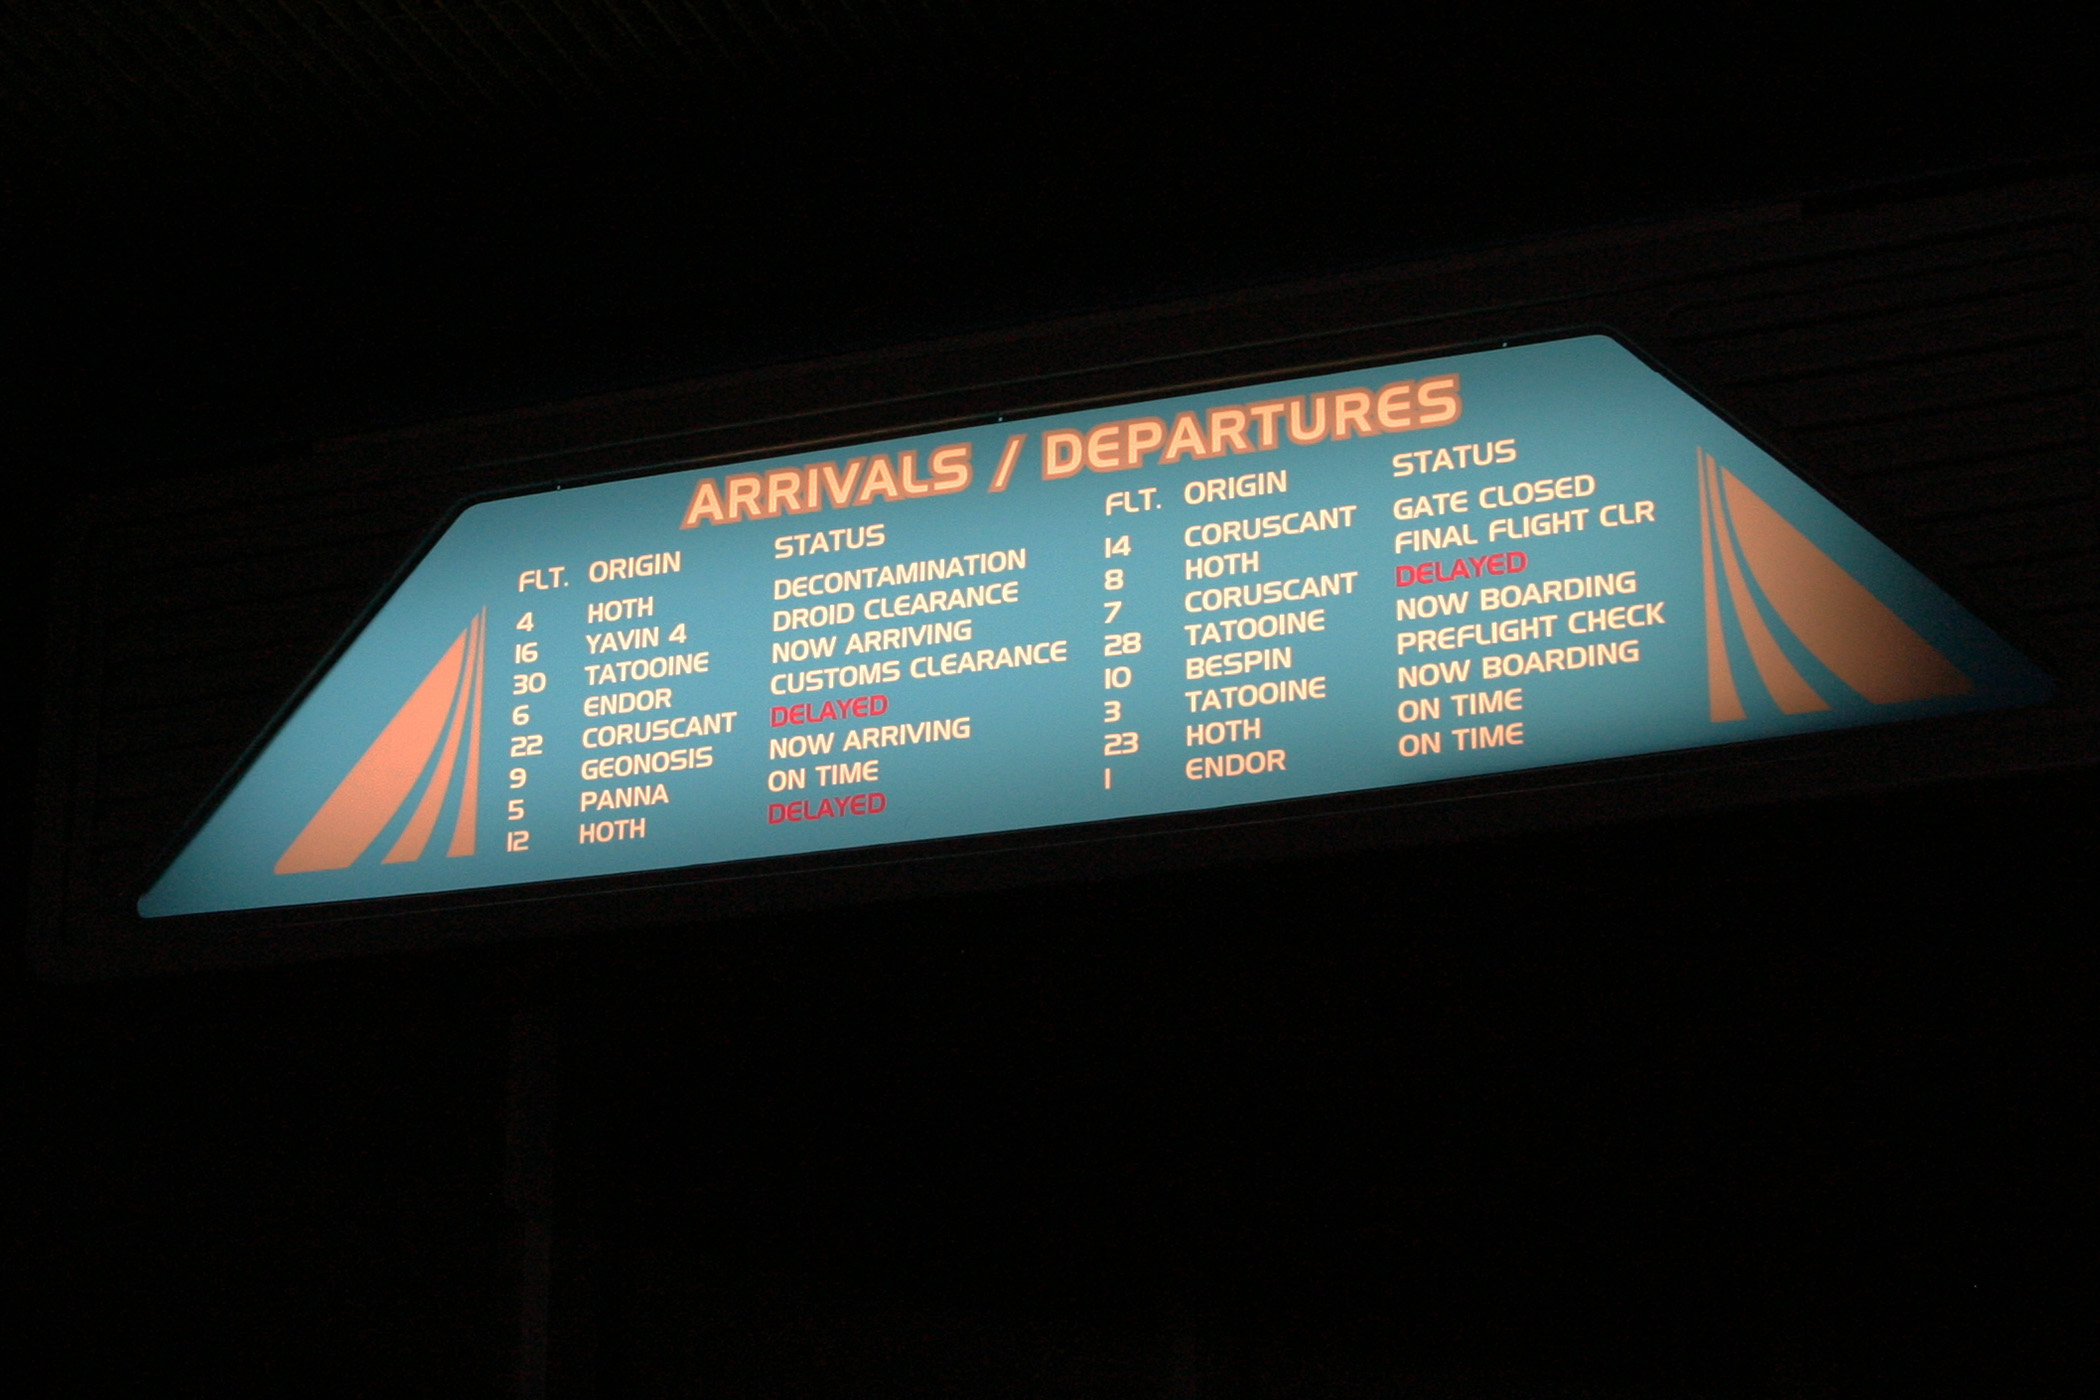 ARRIVALS / DEPARTURES
FLT. ORIGIN STATUS
4 HOTH DECONTAMINATION
16 YAVIN 4 DROID CLEARANCE
30 TATOOINE NOW ARRIVING
6 ENDOR CUSTOMS CLEARANCE
22 CORUSCANT DELAYED
9 GEONOSIS NOW ARRIVING
5 PANNA ON TIME
12 HOTH DELAYED
FLT. ORIGIN STATUS
14 CORUSCANT GATE CLOSED
8 HOTH FINAL FLIGHT CLR
7 CORUSCANT DELAYED
28 TATOOINE NOW BOARDING
10 BESPIN PREFLIGHT CHECK
3 TATOOINE NOW BOARDING
23 HOTH ON TIME
1 ENDOR ON TIME